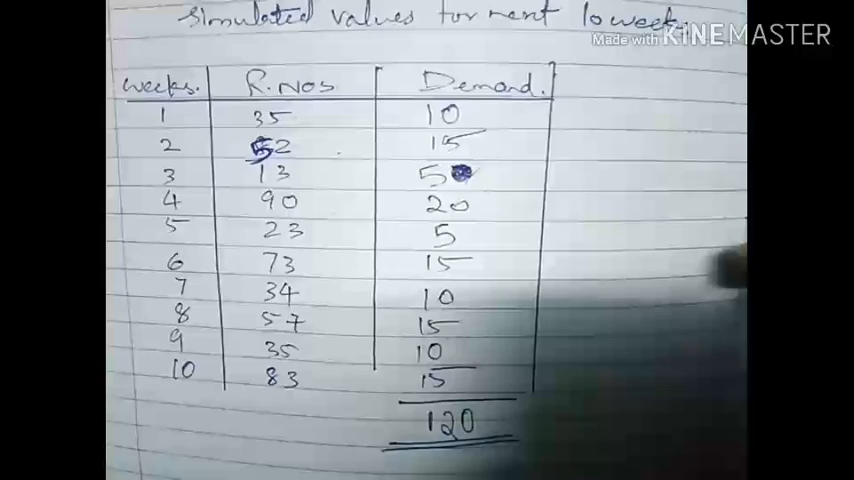 Simulated values for next 10 week.
Made with KINEMASTER
Weeks. R.Nos Demand.
1 35 10
2 52 15
3 13 5
4 90 20
5 23 5
6 73 15
7 34 10
8 57 15
9 35 10
10 83 15
120